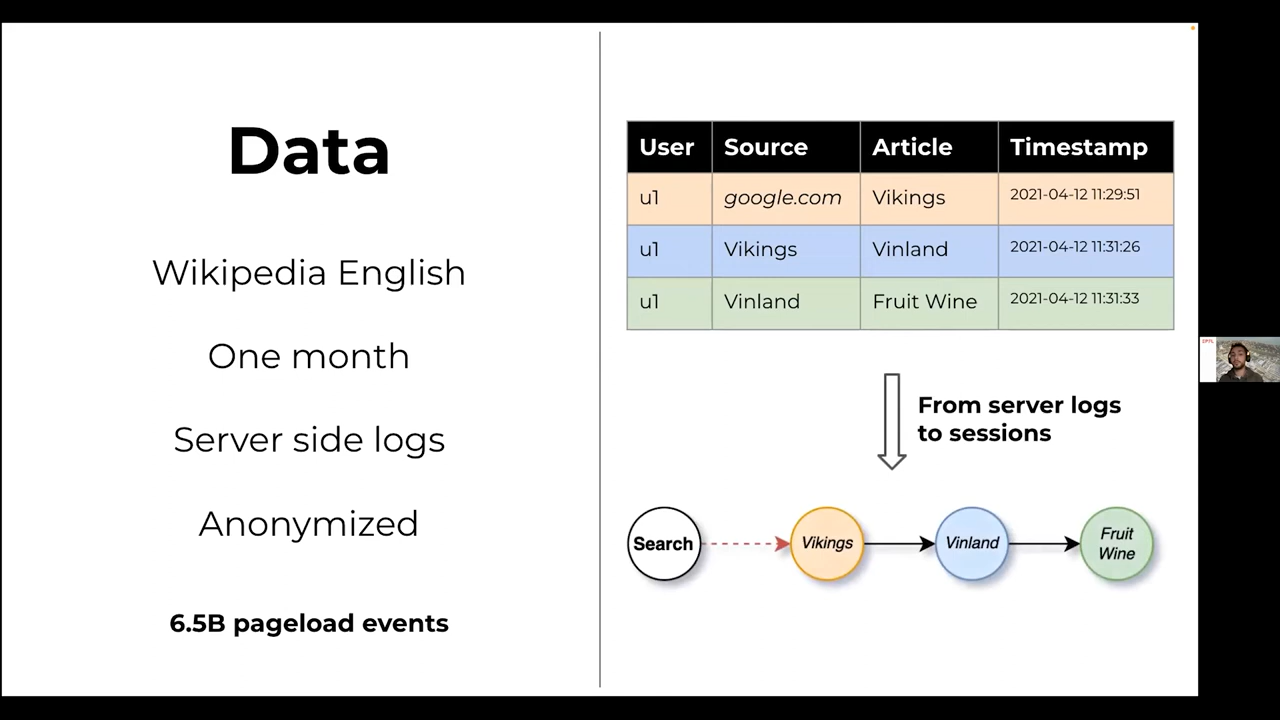 Data
Wikipedia English
One month
Server side logs
Anonymized
6.5B pageload events
User Source Article Timestamp
u1 google.com Vikings 2021-04-12 11:29:51
u1 Vikings Vinland 2021-04-12 11:31:26
u1 Vinland Fruit Wine 2021-04-12 11:31:33
From server logs
to sessions
Search
Vikings
Vinland
Fruit
Wine
EPFL